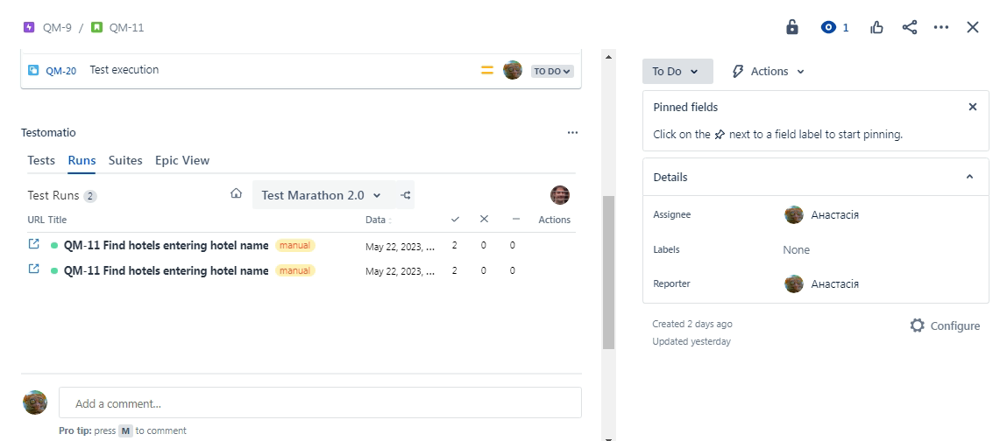 QM-9 / QM-11
1
QM-20 Test execution TO DO
Testomatio
Tests Runs Suites Epic View
Test Runs 2 Test Marathon 2.0
URL Title Data Actions
QM-11 Find hotels entering hotel name manual May 22, 2023, ... 2 0 0
QM-11 Find hotels entering hotel name manual May 22, 2023, ... 2 0 0
Add a comment...
Pro tip: press M to comment
To Do Actions
Pinned fields
Click on the next to a field label to start pinning.
Details
Assignee Анастасія
Labels None
Reporter Анастасія
Created 2 days ago
Updated yesterday
Configure